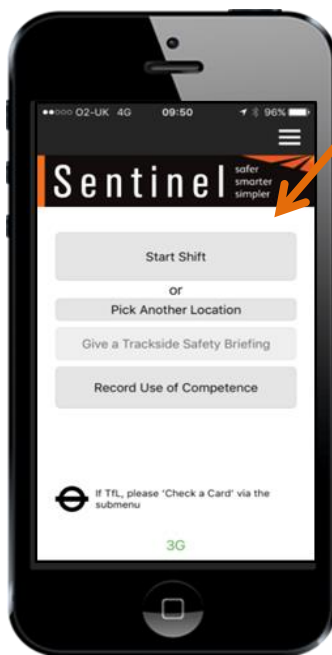 O2-UK 4G 09:50 96%
Sentinel
safer
smarter
simpler
Start Shift
or
Pick Another Location
Give a Trackside Safety Briefing
Record Use of Competence
If TfL, please 'Check a Card' via the
submenu
3G